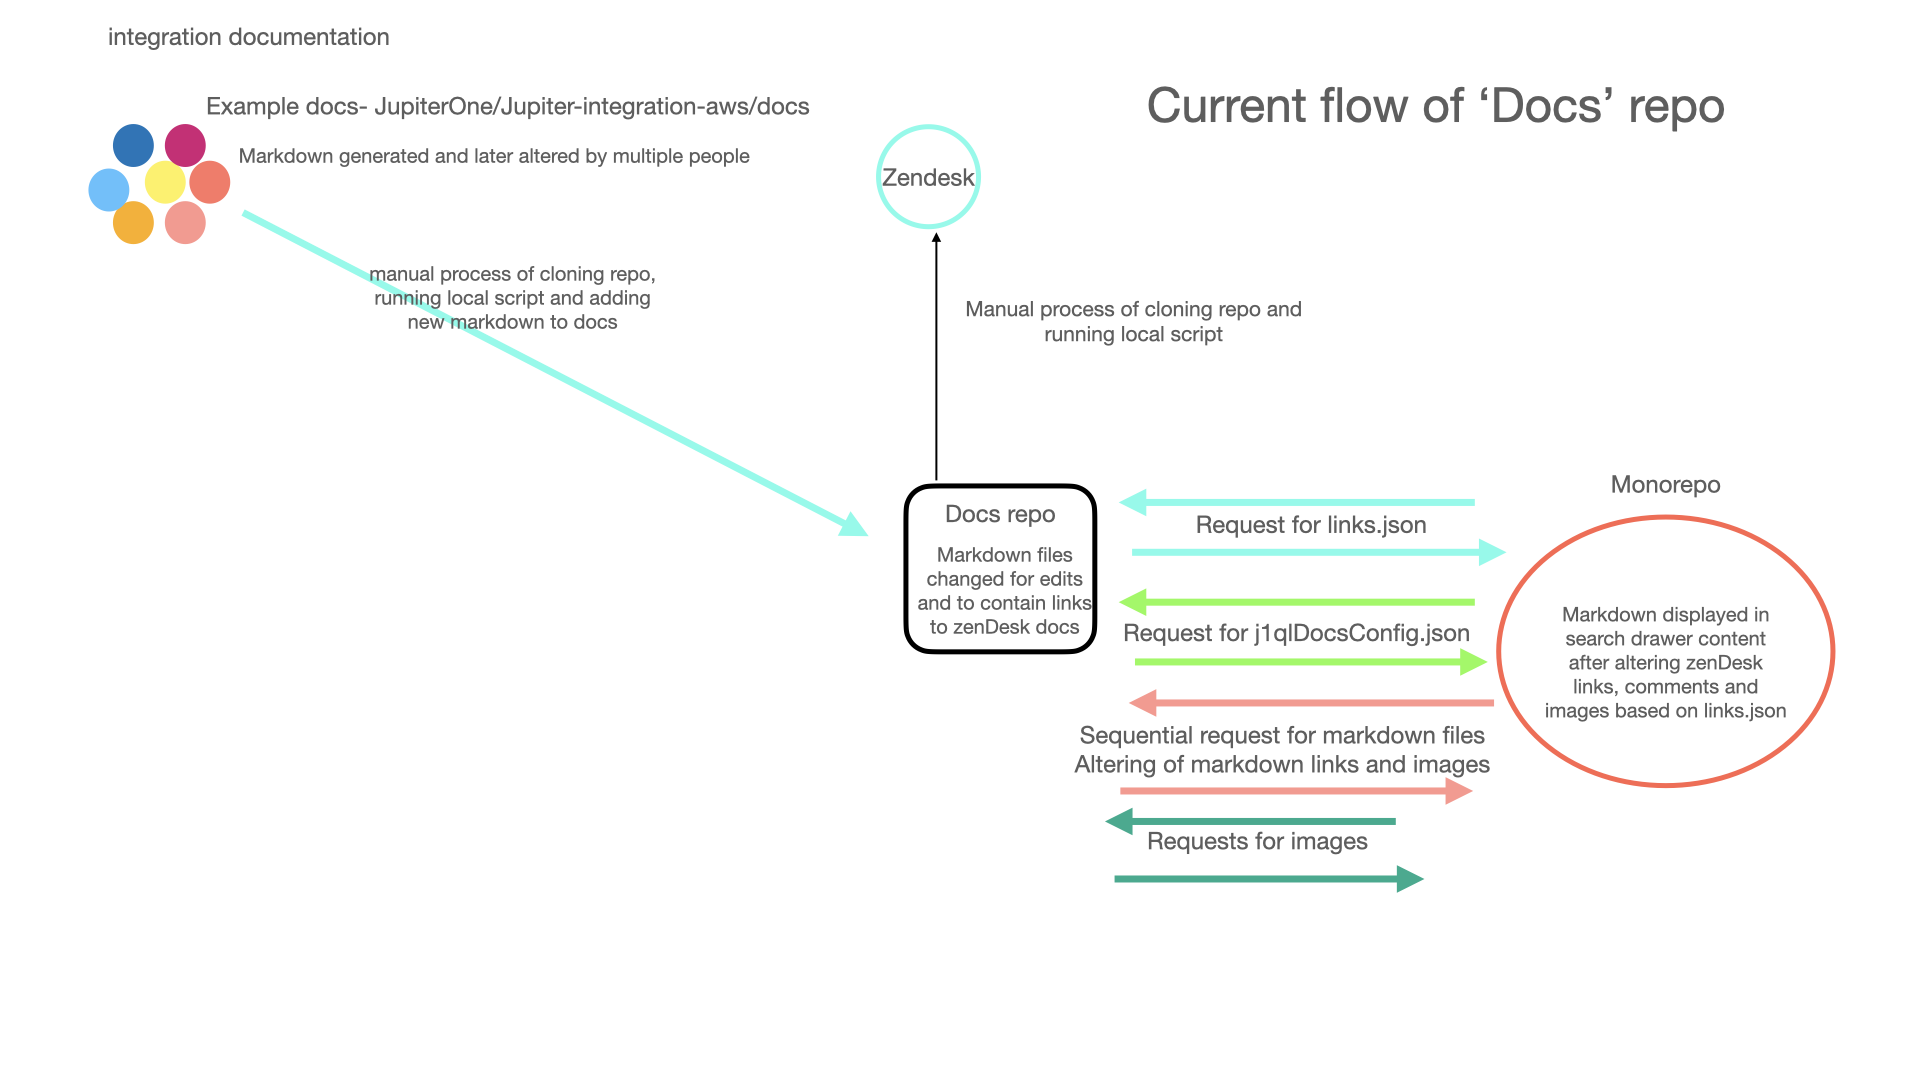 integration documentation
Example docs- JupiterOne/Jupiter-integration-aws/docs
Markdown generated and later altered by multiple people
Current flow of ‘Docs’ repo
Zendesk
manual process of cloning repo,
running local script and adding
new markdown to docs
Manual process of cloning repo and
running local script
Docs repo
Markdown files
changed for edits
and to contain links
to zenDesk docs
Request for links.json
Request for j1qlDocsConfig.json
Sequential request for markdown files
Altering of markdown links and images
Requests for images
Monorepo
Markdown displayed in
search drawer content
after altering zenDesk
links, comments and
images based on links.json